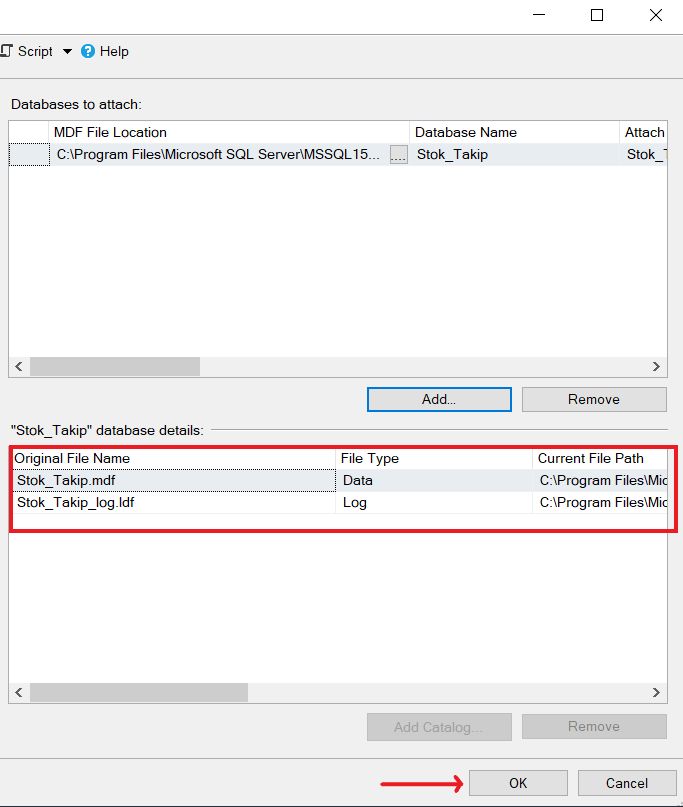 Script Help
Databases to attach:
MDF File Location Database Name Attach
C:\Program Files\Microsoft SQL Server\MSSQL15... .... Stok_Takip Stok_T
Add... Remove
"Stok_Takip" database details:
Original File Name File Type Current File Path
Stok_Takip.mdf Data C:\Program Files\Mic
Stok_Takip_log.ldf Log C:\Program Files\Mic
Add Catalog... Remove
OK Cancel